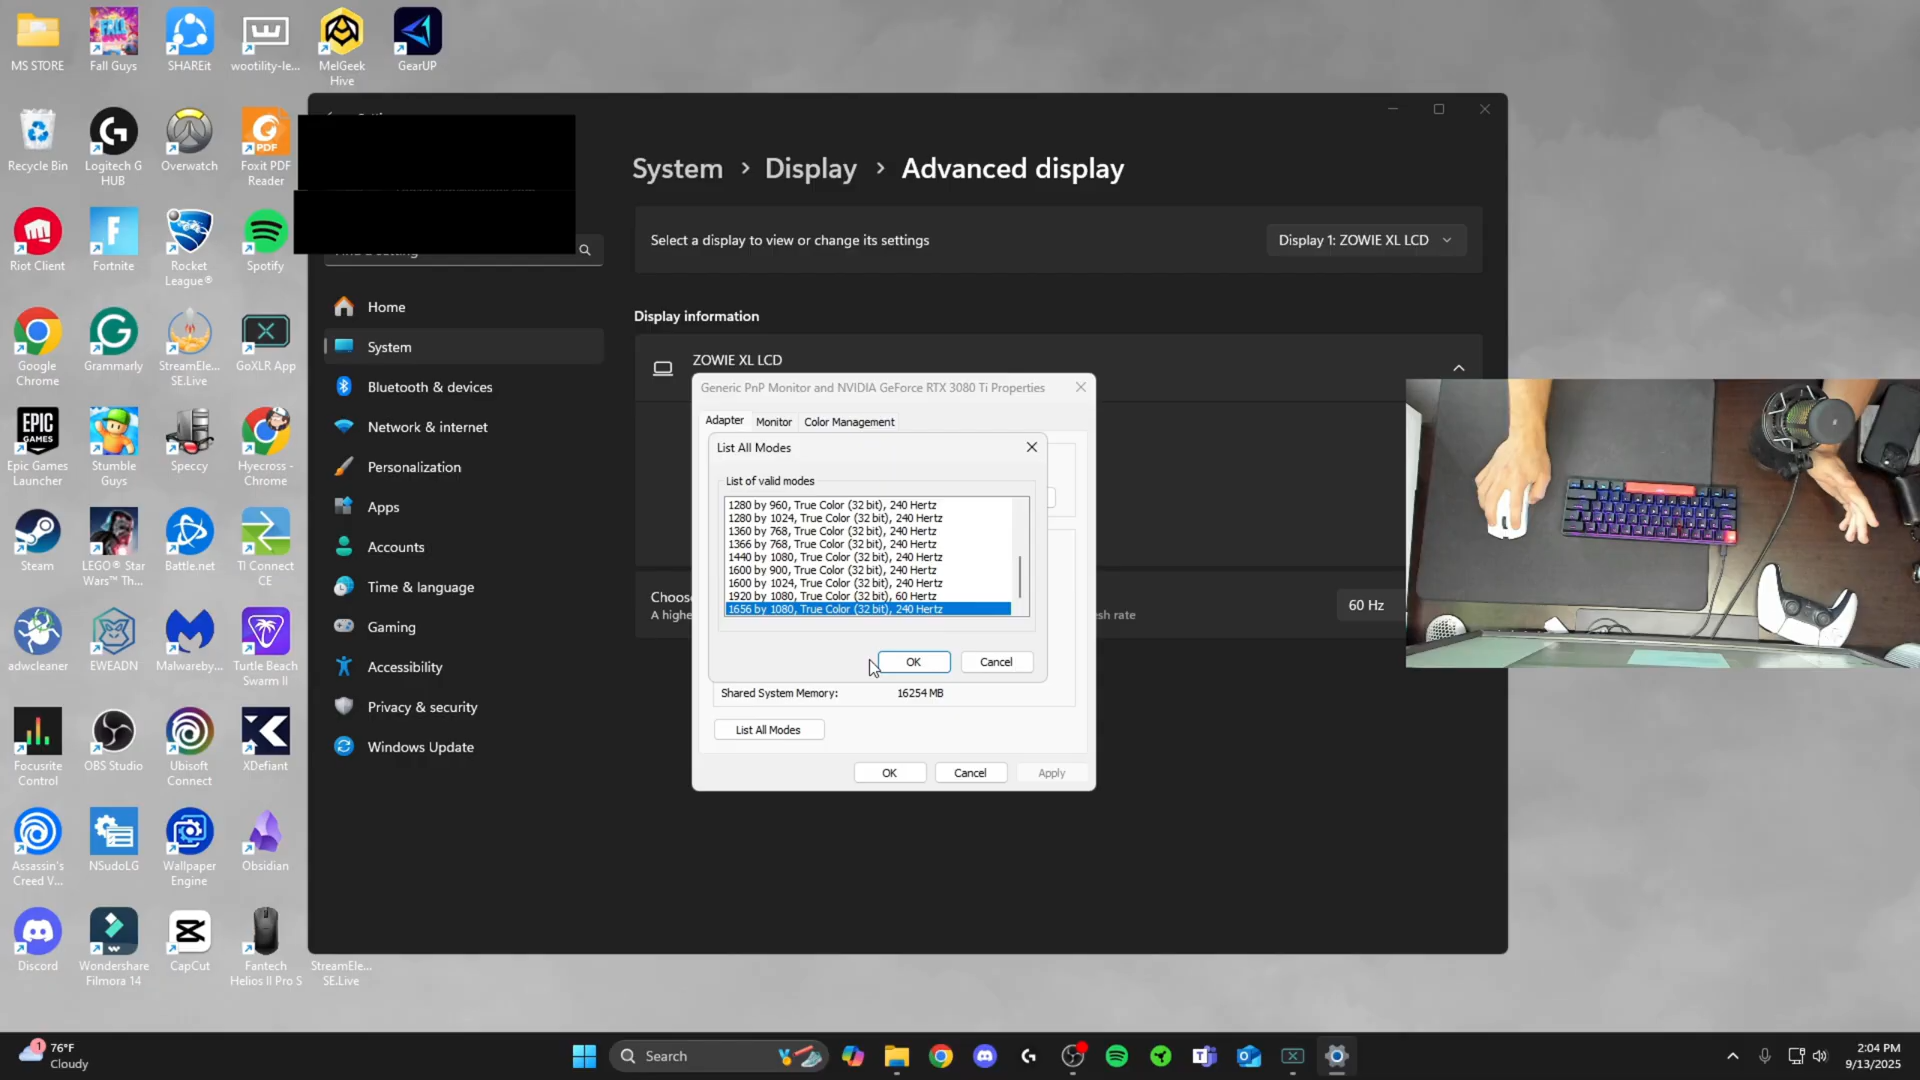 MS STORE
Fall Guys
SHAREit
wootility-le...
MelGeek
Hive
GearUP
Recycle Bin
Logitech G
HUB
Overwatch
Foxit PDF
Reader
Riot Client
Fortnite
Rocket
League®
Spotify
Google
Chrome
Grammarly
StreamEle...
SE.Live
GoXLR App
EPIC
GAMES
Epic Games
Launcher
Stumble
Guys
Speccy
Hyecross -
Chrome
Steam
LEGO® Star
Wars™ Th...
Battle.net
TI Connect
CE
adwcleaner
EWEADN
Malwareby...
Turtle Beach
Swarm II
Focusrite
Control
OBS Studio
Ubisoft
Connect
XDefiant
Assassin's
Creed V...
NSudoLG
Wallpaper
Engine
Obsidian
Discord
Wondershare
Filmora 14
CapCut
Fantech
Helios II Pro S
StreamEle...
SE.Live
Home
System
Bluetooth & devices
Network & internet
Personalization
Apps
Accounts
Time & language
Gaming
Accessibility
Privacy & security
Windows Update
System > Display > Advanced display
Select a display to view or change its settings
Display 1: ZOWIE XL LCD
Display information
ZOWIE XL LCD
Generic PnP Monitor and NVIDIA GeForce RTX 3080 Ti Properties
Adapter Monitor Color Management
List All Modes
List of valid modes
1280 by 960, True Color (32 bit), 240 Hertz
1280 by 1024, True Color (32 bit), 240 Hertz
1360 by 768, True Color (32 bit), 240 Hertz
1366 by 768, True Color (32 bit), 240 Hertz
1440 by 1080, True Color (32 bit), 240 Hertz
1600 by 900, True Color (32 bit), 240 Hertz
1600 by 1024, True Color (32 bit), 240 Hertz
1920 by 1080, True Color (32 bit), 60 Hertz
1656 by 1080, True Color (32 bit), 240 Hertz
OK Cancel
Shared System Memory: 16254 MB
List All Modes
OK Cancel Apply
Choos
A highe
sh rate
60 Hz
1
76°F
Cloudy
Search
2:04 PM
9/13/2025